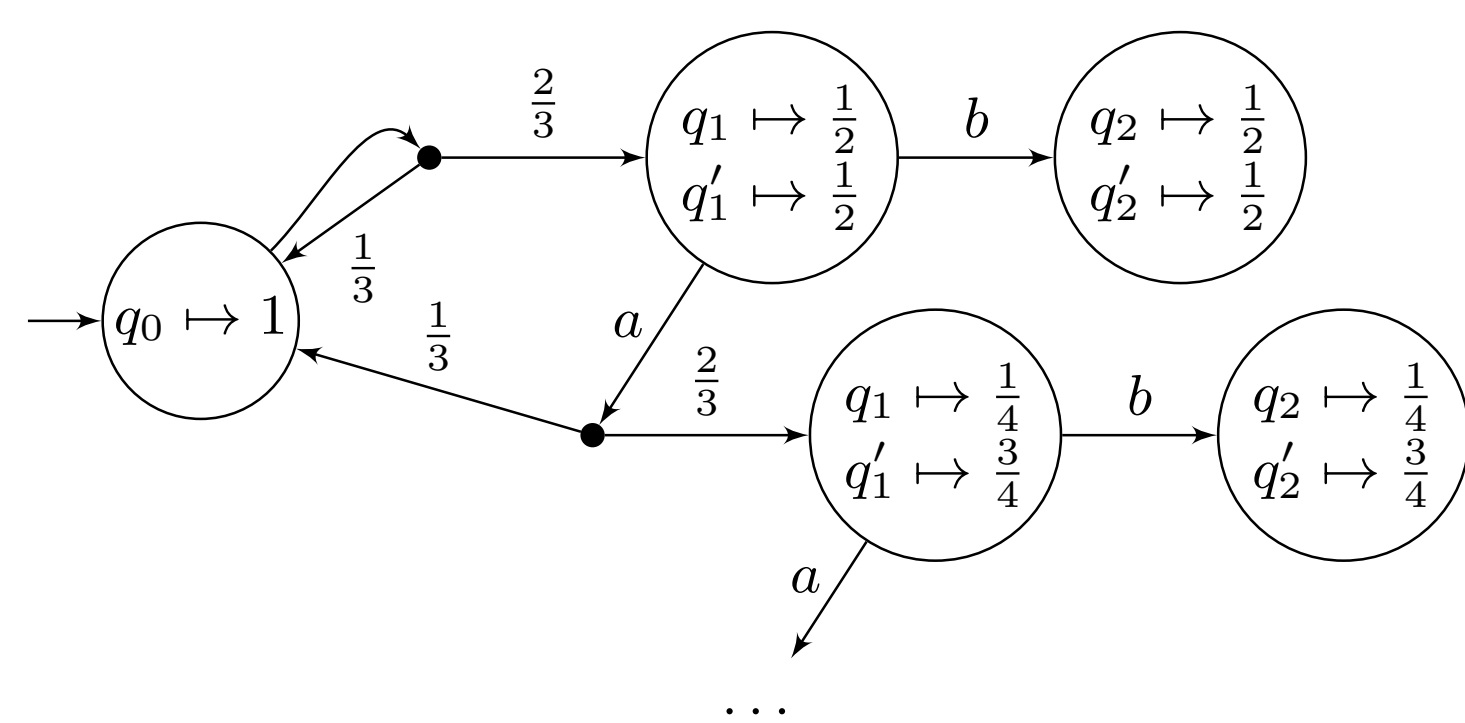 2/3
q₁ ↦ 1/2
q₁′ ↦ 1/2
b
q₂ ↦ 1/2
q₂′ ↦ 1/2
1/3
q₀ ↦ 1
1/3
a
2/3
q₁ ↦ 1/4
q₁′ ↦ 3/4
b
q₂ ↦ 1/4
q₂′ ↦ 3/4
a
...